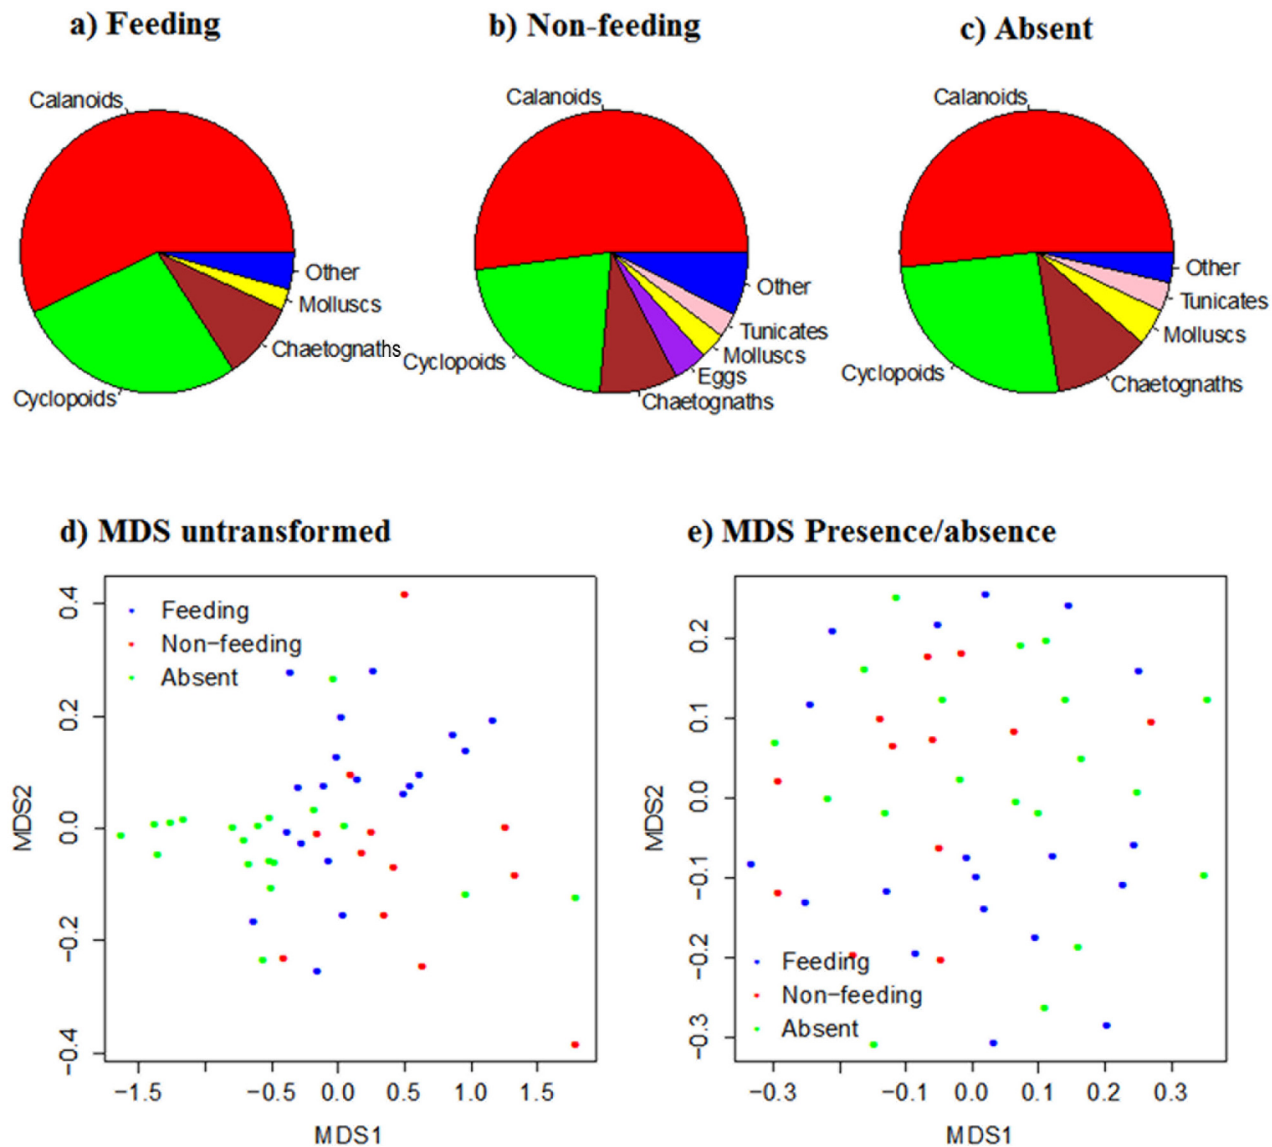 a) Feeding
b) Non-feeding
c) Absent
Calanoids
Other
Molluscs
Chaetognaths
Cyclopoids
Calanoids
Other
Tunicates
Molluscs
Eggs
Chaetognaths
Cyclopoids
Calanoids
Other
Tunicates
Molluscs
Chaetognaths
Cyclopoids
d) MDS untransformed
Feeding
Non−feeding
Absent
MDS2
0.4
0.2
0.0
−0.2
−0.4
−1.5 −0.5 0.0 0.5 1.0 1.5
MDS1
e) MDS Presence/absence
MDS2
0.2
0.1
0.0
−0.1
−0.2
−0.3
Feeding
Non−feeding
Absent
−0.3 −0.1 0.0 0.1 0.2 0.3
MDS1